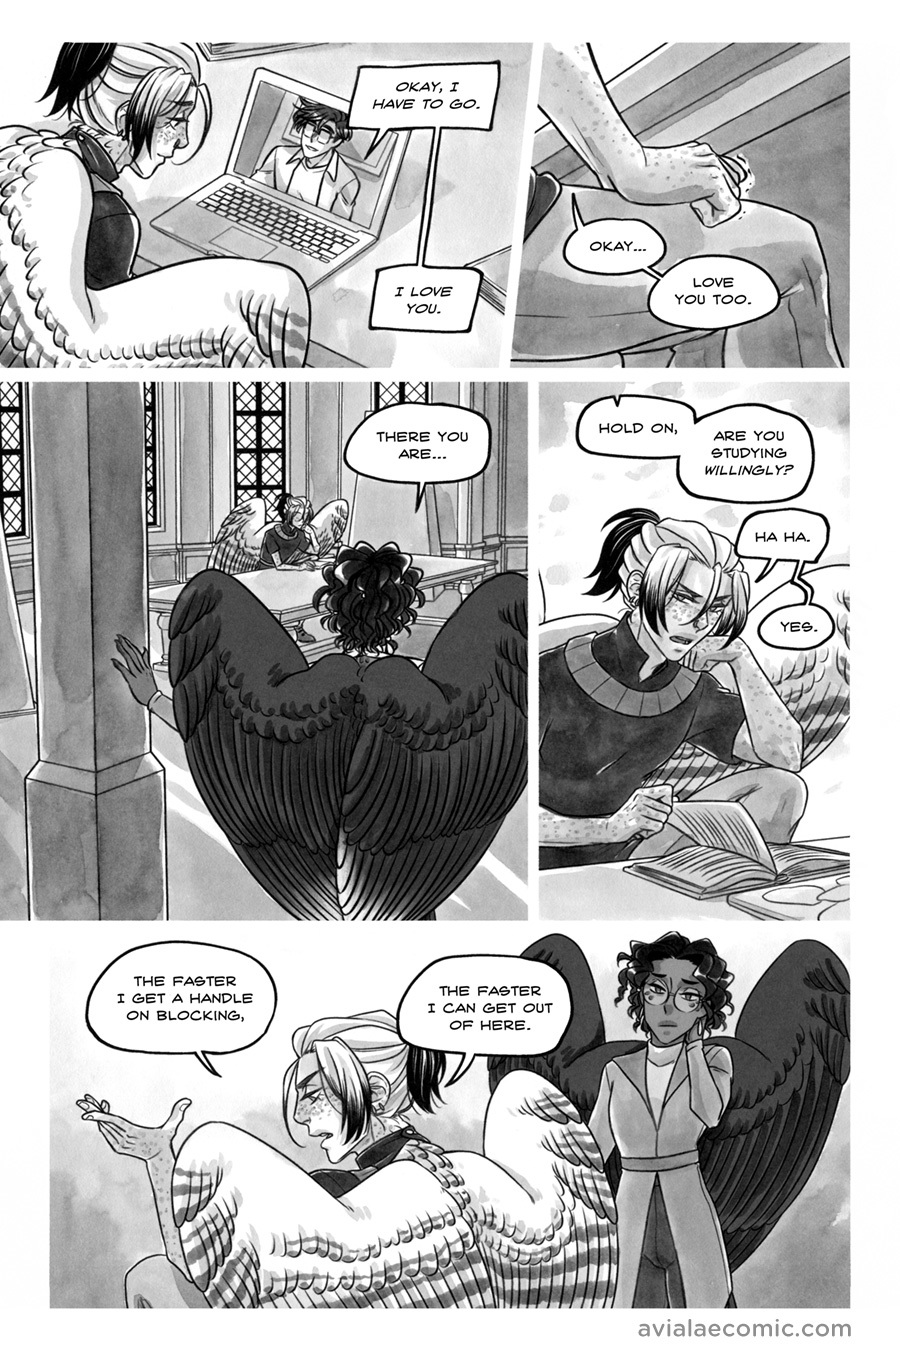 OKAY, I
HAVE TO GO.
I LOVE
YOU.
OKAY...
LOVE
YOU TOO.
THERE YOU
ARE...
HOLD ON,
ARE YOU
STUDYING
WILLINGLY?
HA HA.
YES.
THE FASTER
I GET A HANDLE
ON BLOCKING,
THE FASTER
I CAN GET OUT
OF HERE.
avialaecomic.com